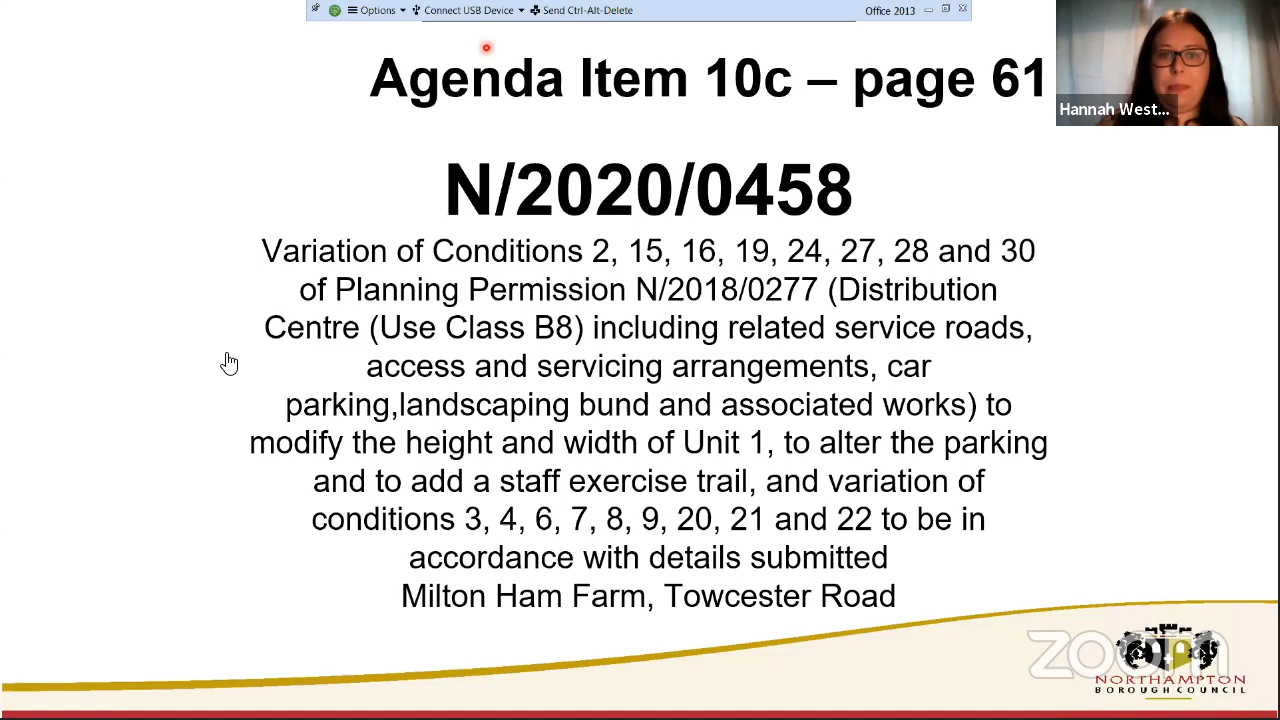 Options Connect USB Device Send Ctrl-Alt-Delete Office 2013
Agenda Item 10c – page 61
Hannah West...
N/2020/0458
Variation of Conditions 2, 15, 16, 19, 24, 27, 28 and 30
of Planning Permission N/2018/0277 (Distribution
Centre (Use Class B8) including related service roads,
access and servicing arrangements, car
parking,landscaping bund and associated works) to
modify the height and width of Unit 1, to alter the parking
and to add a staff exercise trail, and variation of
conditions 3, 4, 6, 7, 8, 9, 20, 21 and 22 to be in
accordance with details submitted
Milton Ham Farm, Towcester Road
zoom
NORTHAMPTON
BOROUGH COUNCIL